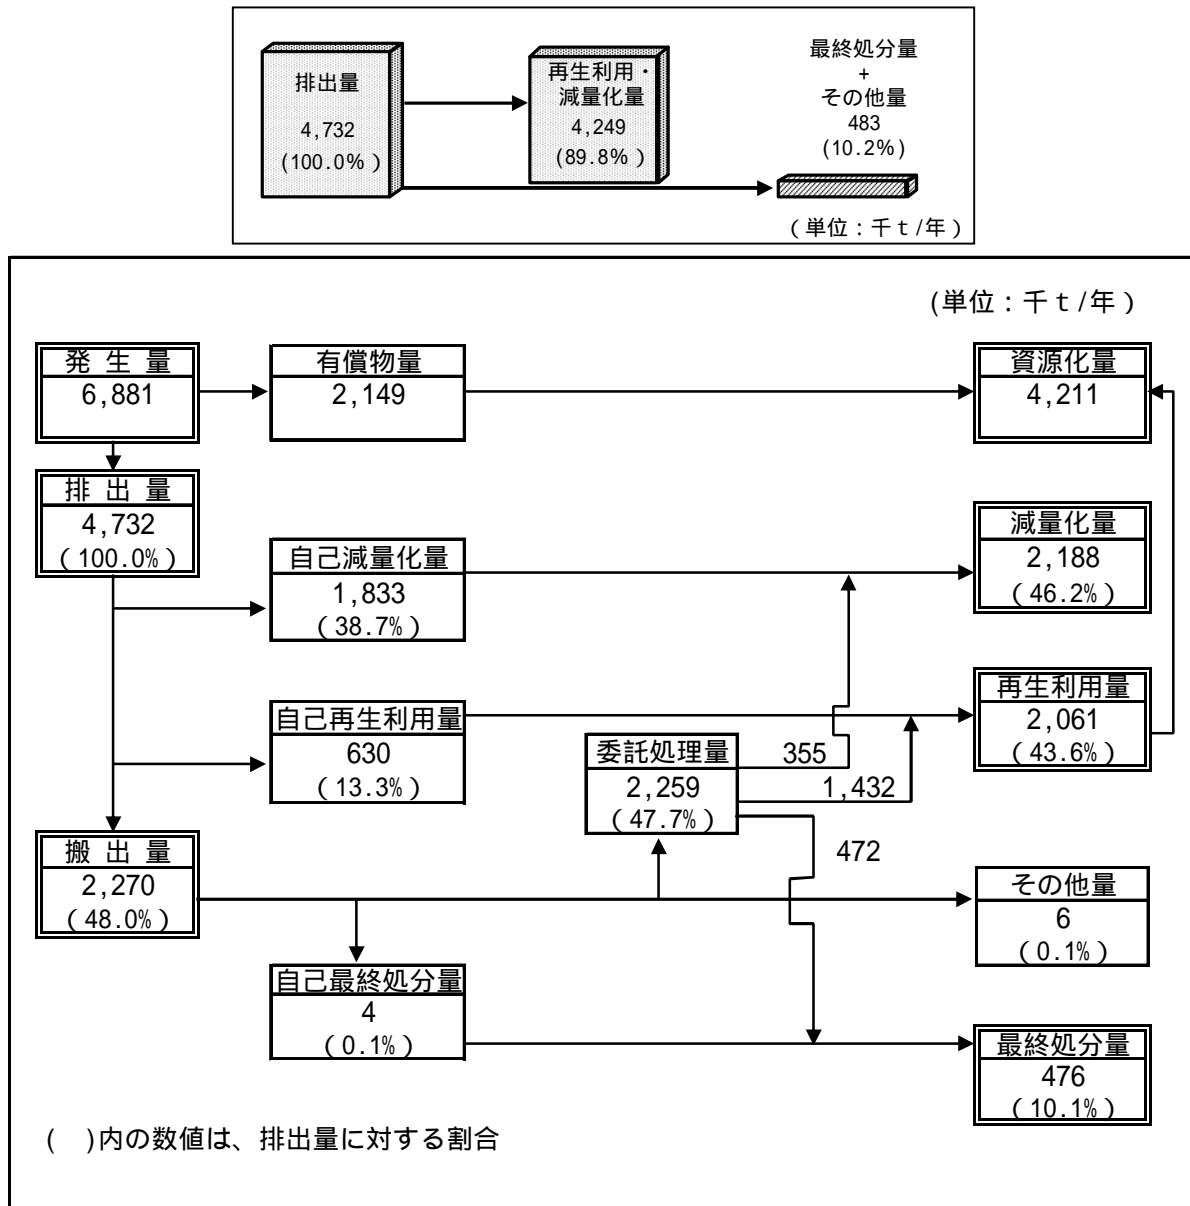 排出量
4,732
(100.0%)
再生利用・
減量化量
4,249
(89.8%)
最終処分量
+
その他量
483
(10.2%)
(単位：千ｔ/年)
(単位：千ｔ/年)
発 生 量
6,881
有償物量
2,149
資源化量
4,211
排 出 量
4,732
(100.0%)
自己減量化量
1,833
(38.7%)
減量化量
2,188
(46.2%)
自己再生利用量
630
(13.3%)
再生利用量
2,061
(43.6%)
委託処理量
2,259
(47.7%)
355
1,432
472
搬 出 量
2,270
(48.0%)
その他量
6
(0.1%)
自己最終処分量
4
(0.1%)
最終処分量
476
(10.1%)
(　)内の数値は、排出量に対する割合